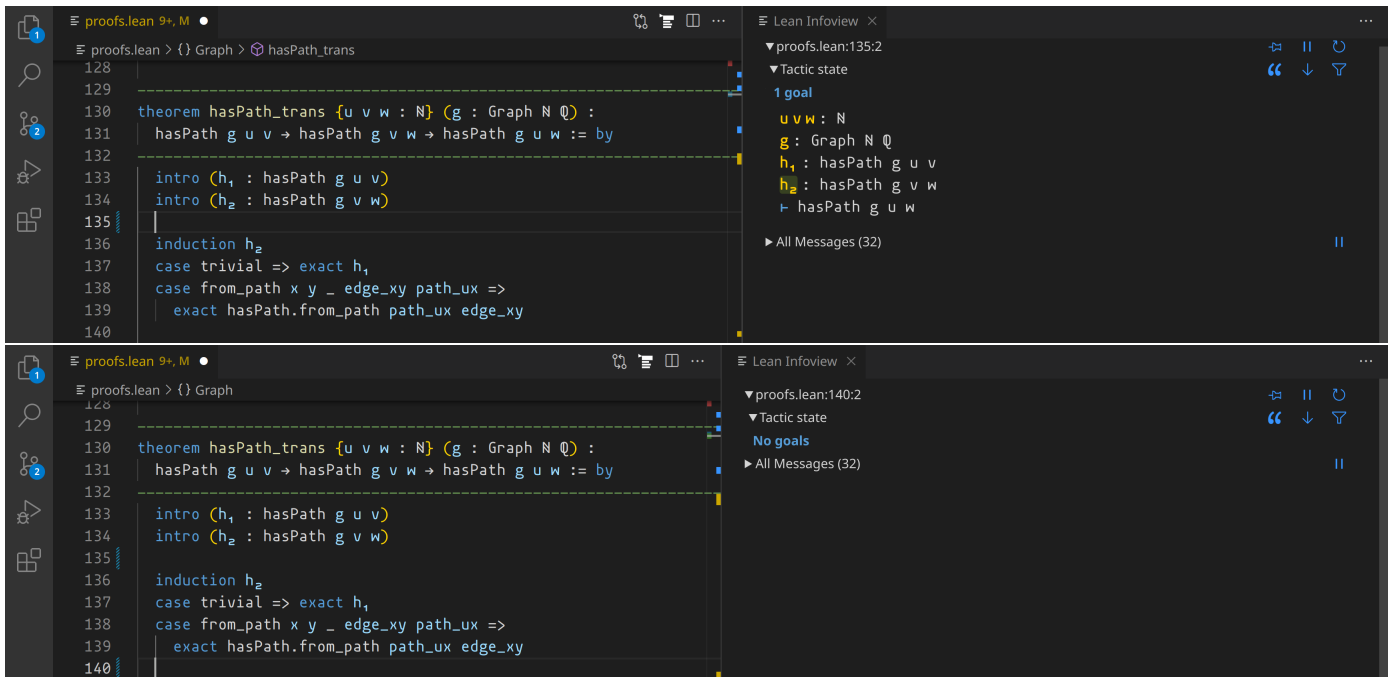 proofs.lean 9+, M
Lean Infoview
proofs.lean > {} Graph > hasPath_trans
128
129 --------------------------------------------------------------------
130 theorem hasPath_trans {u v w : ℕ} (g : Graph ℕ ℚ) :
131 hasPath g u v → hasPath g v w → hasPath g u w := by
132 --------------------------------------------------------------------
133 intro (h₁ : hasPath g u v)
134 intro (h₂ : hasPath g v w)
135
136 induction h₂
137 case trivial => exact h₁
138 case from_path x y _ edge_xy path_ux =>
139 exact hasPath.from_path path_ux edge_xy
140
1
2
proofs.lean:135:2
Tactic state
1 goal
u v w : ℕ
g : Graph ℕ ℚ
h₁ : hasPath g u v
h₂ : hasPath g v w
⊢ hasPath g u w
All Messages (32)
proofs.lean 9+, M
Lean Infoview
proofs.lean > {} Graph
128
129 --------------------------------------------------------------------
130 theorem hasPath_trans {u v w : ℕ} (g : Graph ℕ ℚ) :
131 hasPath g u v → hasPath g v w → hasPath g u w := by
132 --------------------------------------------------------------------
133 intro (h₁ : hasPath g u v)
134 intro (h₂ : hasPath g v w)
135
136 induction h₂
137 case trivial => exact h₁
138 case from_path x y _ edge_xy path_ux =>
139 exact hasPath.from_path path_ux edge_xy
140
1
2
proofs.lean:140:2
Tactic state
No goals
All Messages (32)